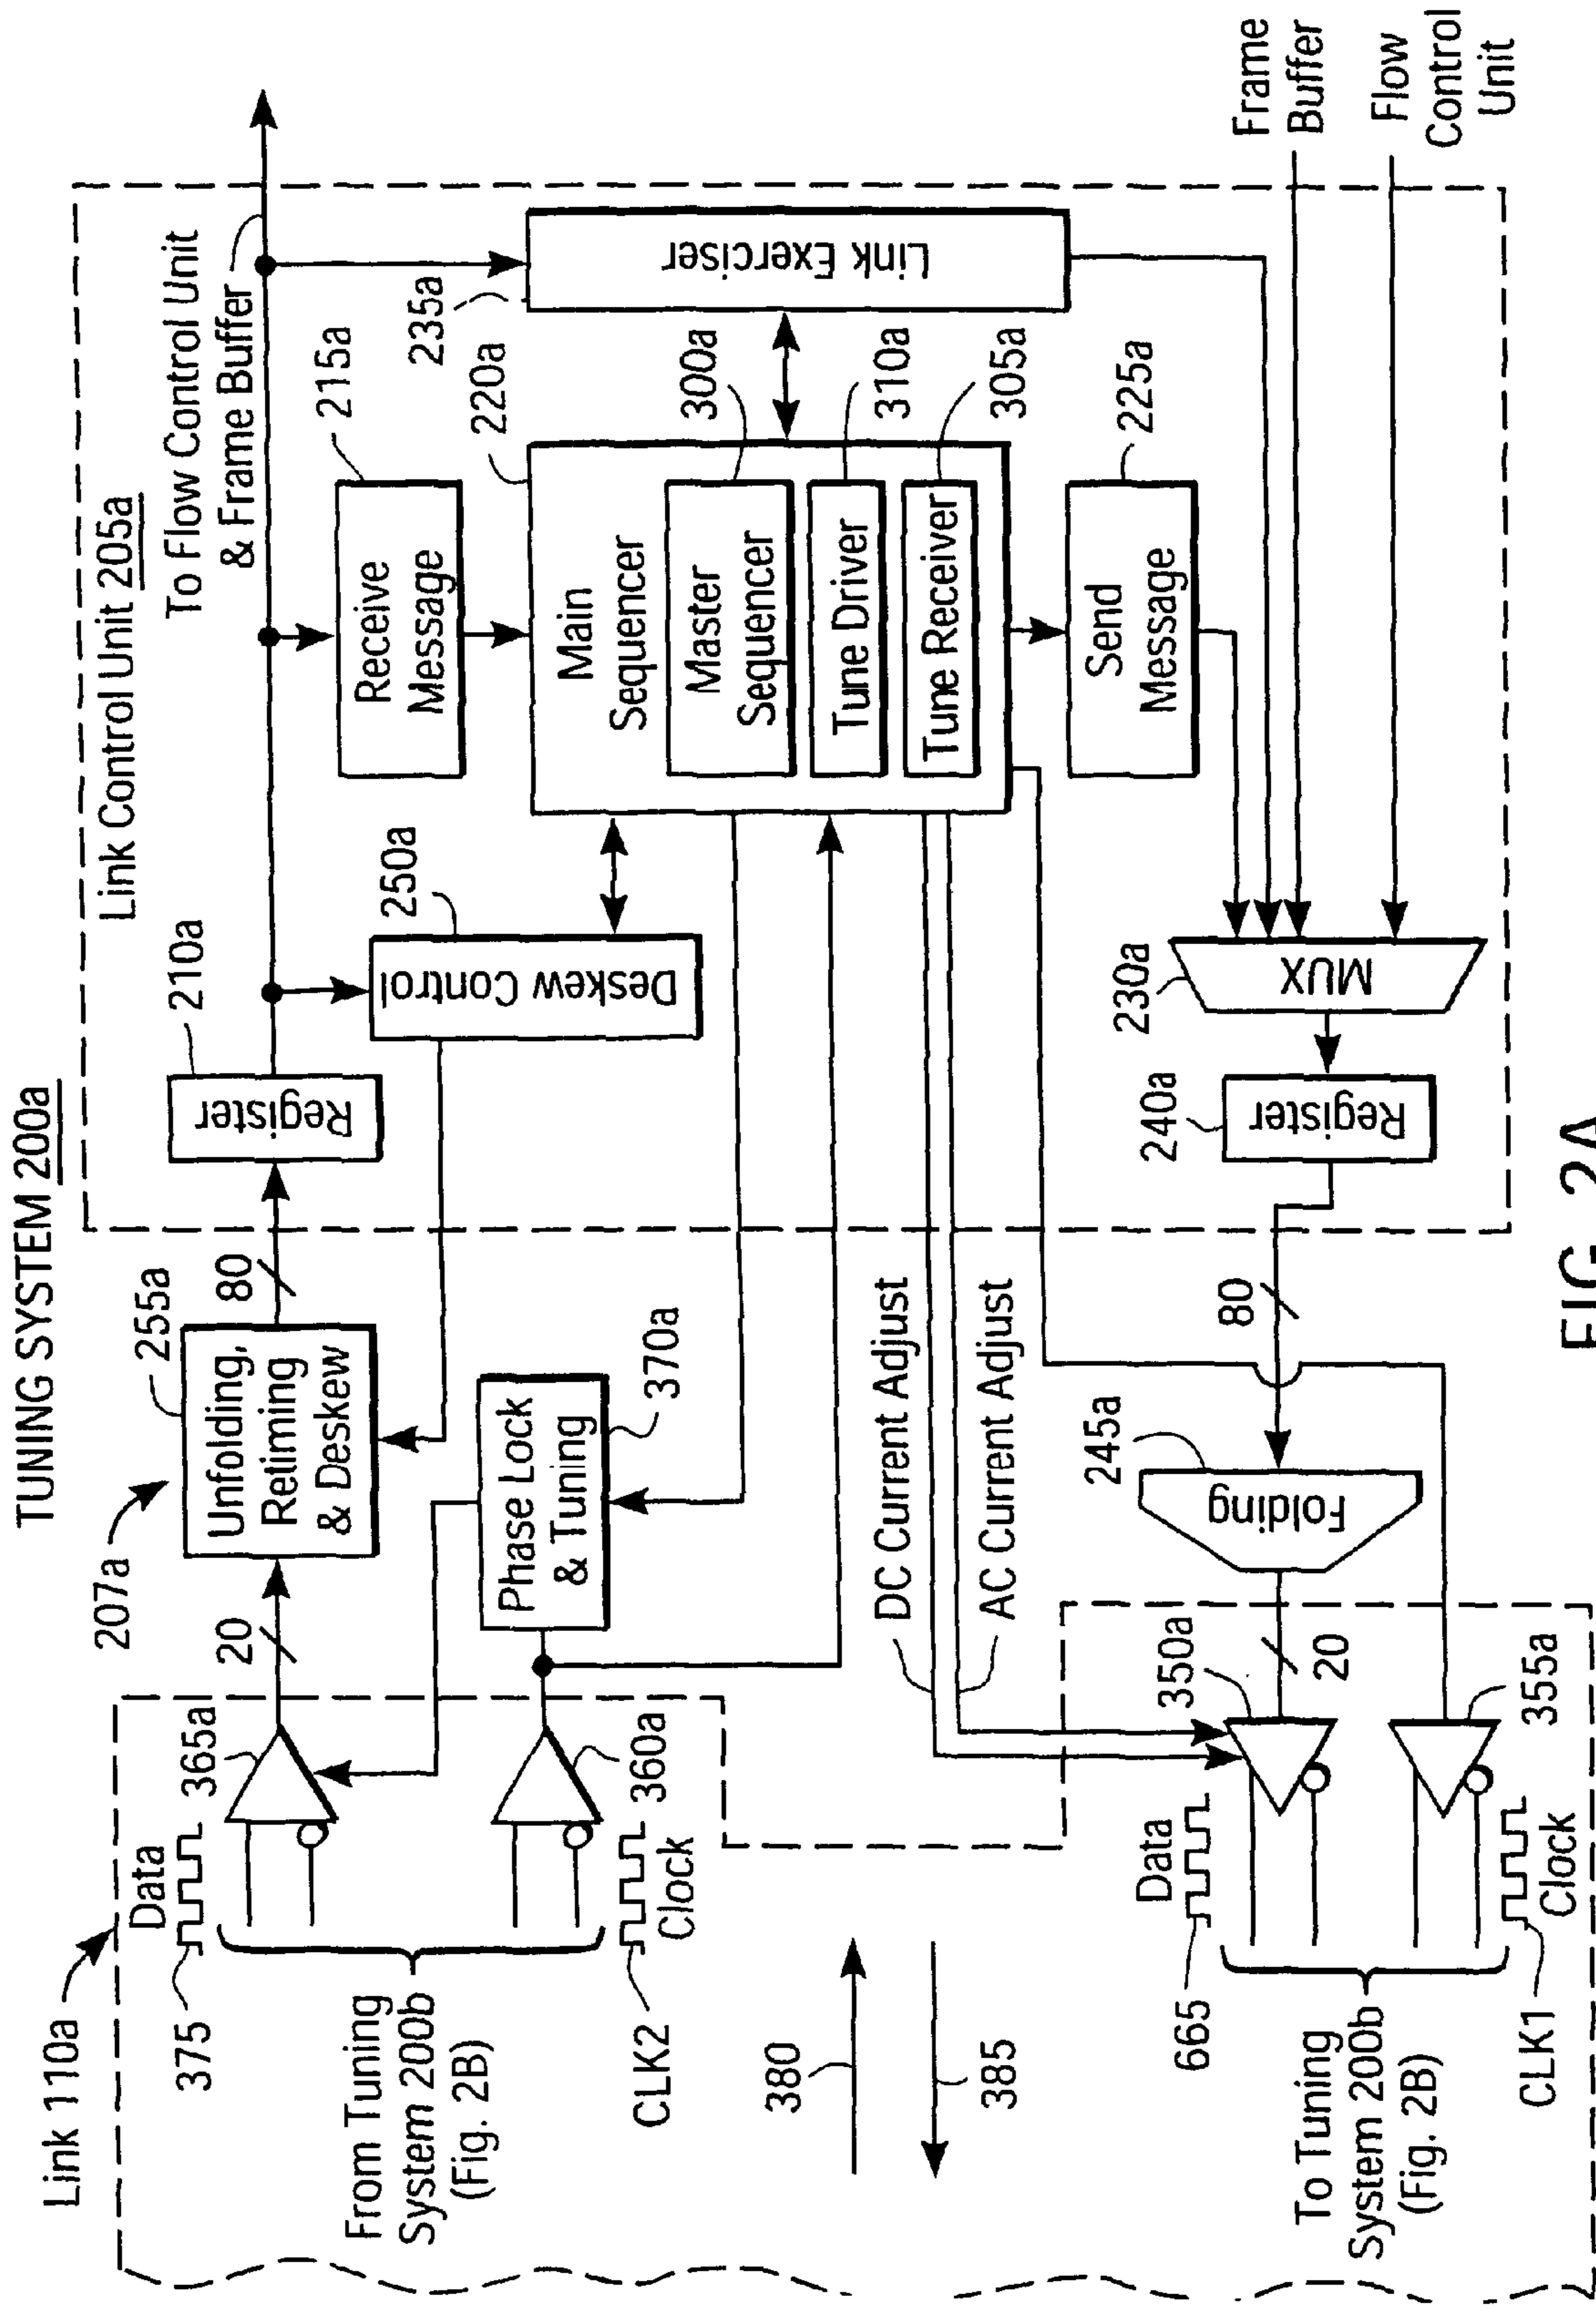 TUNING SYSTEM 200a
Link 110a
207a
255a
Unfolding,
Retiming
& Deskew
80
20
365a
Data
375
From Tuning
System 200b
(Fig. 2B)
360a
CLK2
Clock
Phase Lock
& Tuning
370a
Link Control Unit 205a
To Flow Control Unit
& Frame Buffer
210a
Register
250a
Deskew Control
215a
Receive
Message
220a
Main
Sequencer
Master
Sequencer
300a
Tune Driver
310a
Tune Receiver
305a
235a
Link Exerciser
225a
Send
Message
Frame
Buffer
Flow
Control
Unit
230a
MUX
240a
Register
80
245a
Folding
DC Current Adjust
AC Current Adjust
20
350a
355a
Data
665
Clock
CLK1
380
385
To Tuning
System 200b
(Fig. 2B)
FIG. 2A